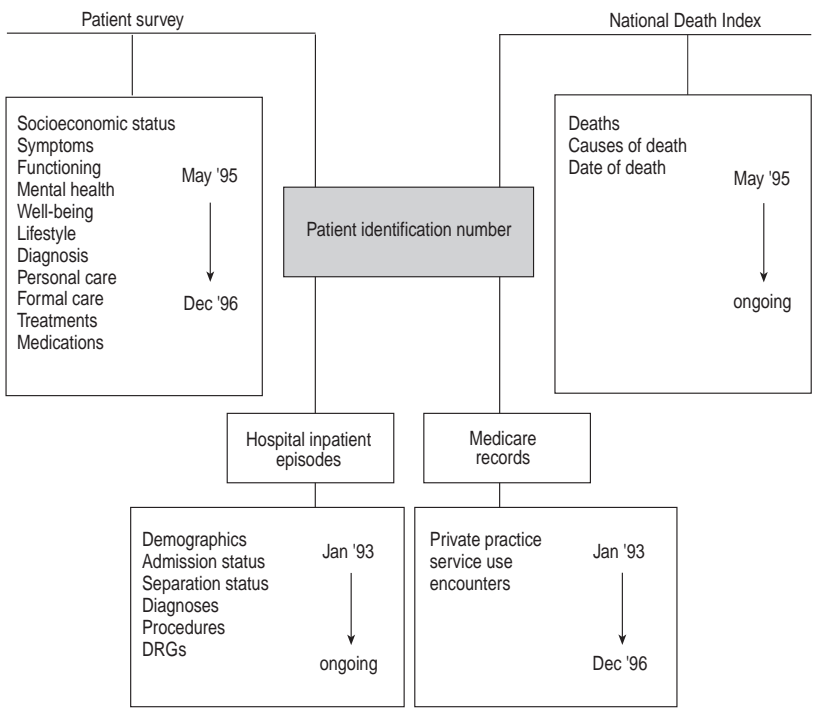 Patient survey
National Death Index
Socioeconomic status
Symptoms
Functioning
Mental health
Well-being
Lifestyle
Diagnosis
Personal care
Formal care
Treatments
Medications
May '95
Dec '96
Patient identification number
Deaths
Causes of death
Date of death
May '95
ongoing
Hospital inpatient
episodes
Medicare
records
Demographics
Admission status
Separation status
Diagnoses
Procedures
DRGs
Jan '93
ongoing
Private practice
service use
encounters
Jan '93
Dec '96